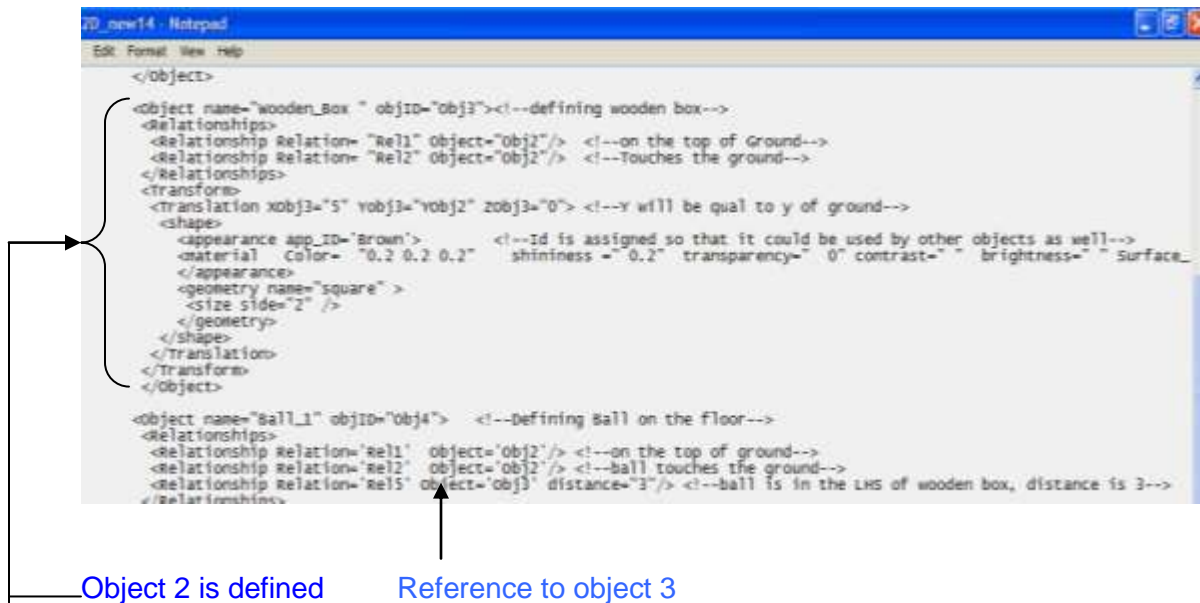 2D_new14 - Notepad
Edit Format View Help
</Object>
<Object name="Wooden_Box " objID="Obj3"><!--defining wooden box-->
<Relationships>
<Relationship Relation= "Rel1" Object="Obj2"/> <!--on the top of Ground-->
<Relationship Relation= "Rel2" Object="Obj2"/> <!--Touches the ground-->
</Relationships>
<Transform>
<Translation XObj3="5" YObj3="YObj2" ZObj3="0"> <!--Y will be qual to y of ground-->
<shape>
<appearance app_ID='Brown'> <!--Id is assigned so that it could be used by other objects as well-->
<material Color= "0.2 0.2 0.2" shininess =" 0.2" transparency=" 0" contrast=" " brightness=" " Surface_
</appearance>
<geometry name="square" >
<size side="2" />
</geometry>
</shape>
</Translation>
</Transform>
</Object>
<Object name="Ball_1" objID="Obj4"> <!--Defining Ball on the floor-->
<Relationships>
<Relationship Relation='Rel1' Object='Obj2'/> <!--on the top of ground-->
<Relationship Relation='Rel2' Object='Obj2'/> <!--ball touches the ground-->
<Relationship Relation='Rel5' Object='Obj3' distance="3"/> <!--ball is in the LHS of wooden box, distance is 3-->
</Relationships>
Object 2 is defined Reference to object 3